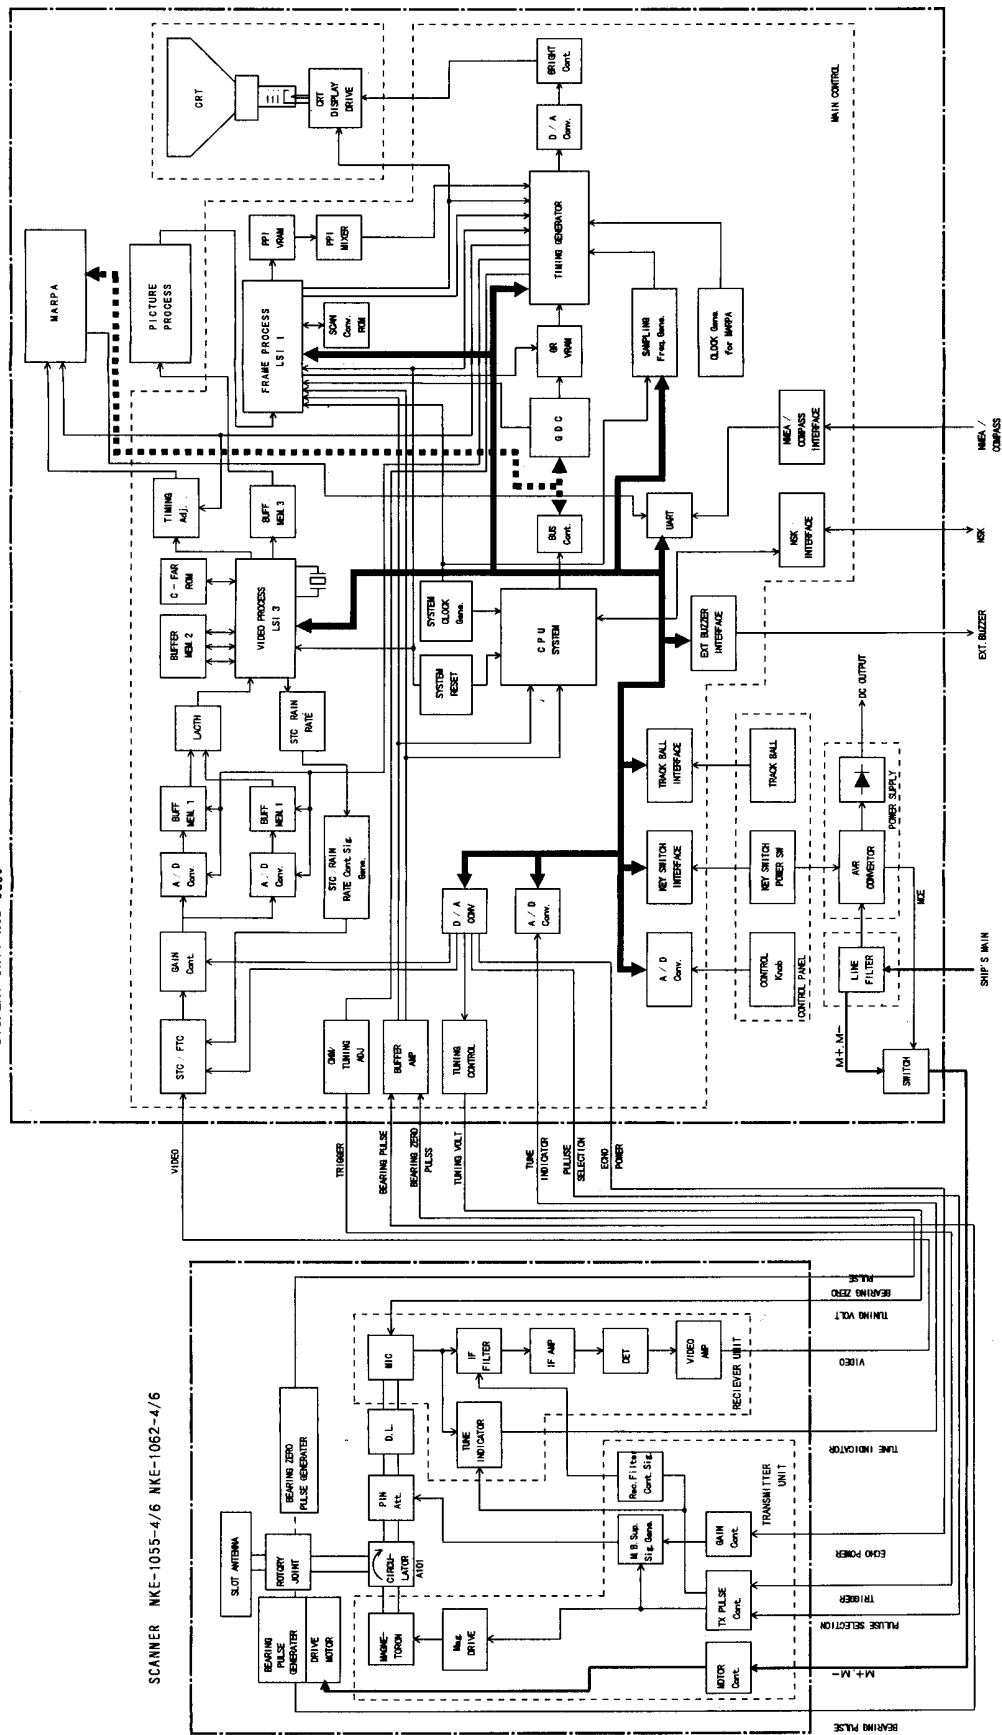 SCANNER NKE-1055-4/6 NKE-1062-4/6
SLOT ANTENNA
BEARING
PULSE
GENERATER
DRIVE
MOTOR
ROTORY
JOINT
BEARING ZERO
PULSE GENERATER
MAGNE-
TORON
CIRCU-
LATOR
A101
PIN
Att.
D.L.
MIC
Mag.
DRIVE
TUNE
INDICATOR
IF
FILTER
IF AMP
DET
VIDEO
AMP
RECIEVER UNIT
M.B.Sup.
Sig.Gene.
Rec.Filter
Cont.Sig.
MOTOR
Cont.
TX PULSE
Cont.
GAIN
Cont.
TRANSMITTER
UNIT
BEARING PULSE
M+,M-
PULUSE SELECTION
TRIGGER
ECHO POWER
TUNE INDICATOR
VIDEO
TUNING VOLT
BEARING ZERO
PULSE
VIDEO
TRIGGER
BEARING PULSE
BEARING ZERO
PULSS
TUNING VOLT
TUNE
INDICATOR
PULUSE
SELECTION
ECHO
POWER
STC/FTC
GAIN
Cont.
A/D
Conv.
BUFF
MEM.1
A/D
Conv.
BUFF
MEM.1
LACTH
BUFFER
MEM.2
C-FAR
ROM
TIMING
Adj.
MARPA
STC/RAIN
RATE Cont.Sig.
Gene.
STC RAIN
RATE
VIDEO PROCESS
LSI 3
BUFF
MEM.3
PICTURE
PROCESS
CRT
CRT
DISPLAY
DRIVE
FRAME PROCESS
LSI 1
PPI
VRAM
PPI
MIXER
SCAN
Conv.
ROM
TUNING
ADJ
BUFFER
AMP
TUNING
CONTROL
D/A
CONV
A/D
Conv.
SYSTEM
RESET
SYSTEM
CLOCK
Gene.
CPU
SYSTEM
BUS
Cont.
GDC
GR
VRAM
TIMING GENERATOR
D/A
Conv.
BRIGHT
Cont.
SAMPLING
Freq.Gene.
CLOCK Gene.
for MARPA
UART
MAIN CONTROL
A/D
Conv.
KEY SWITCH
INTERFACE
TRACK BALL
INTERFACE
EXT BUZZER
INTERFACE
NSK
INTERFACE
NMEA/
COMPASS
INTERFACE
CONTROL
Knob
KEY SWITCH
POWER SW
TRACK BALL
CONTROL PANEL
LINE
FILTER
AVR
CONVERTOR
POWER SUPPLY
DC OUTPUT
M+,M-
SWITCH
MCE
SHIP'S MAIN
EXT.BUZZER
NSK
NMEA/
COMPASS